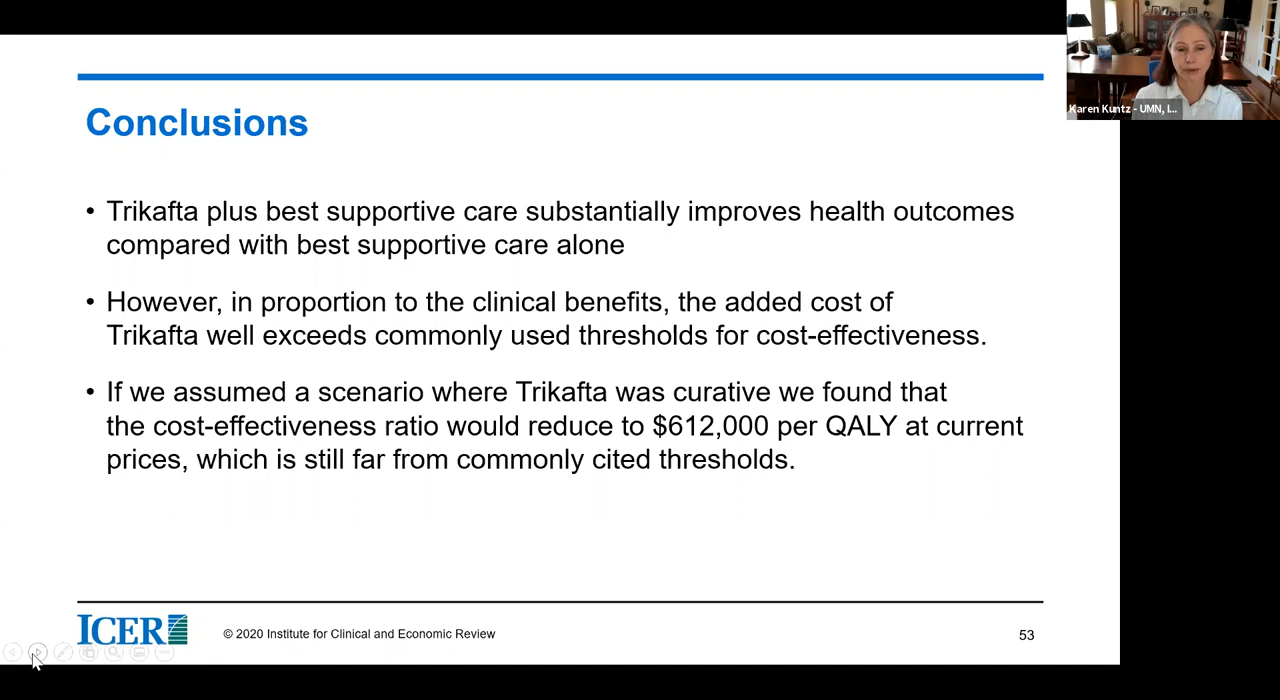 Karen Kuntz - UMN, I...
Conclusions
• Trikafta plus best supportive care substantially improves health outcomes
compared with best supportive care alone
• However, in proportion to the clinical benefits, the added cost of
Trikafta well exceeds commonly used thresholds for cost-effectiveness.
• If we assumed a scenario where Trikafta was curative we found that
the cost-effectiveness ratio would reduce to $612,000 per QALY at current
prices, which is still far from commonly cited thresholds.
ICER
© 2020 Institute for Clinical and Economic Review
53